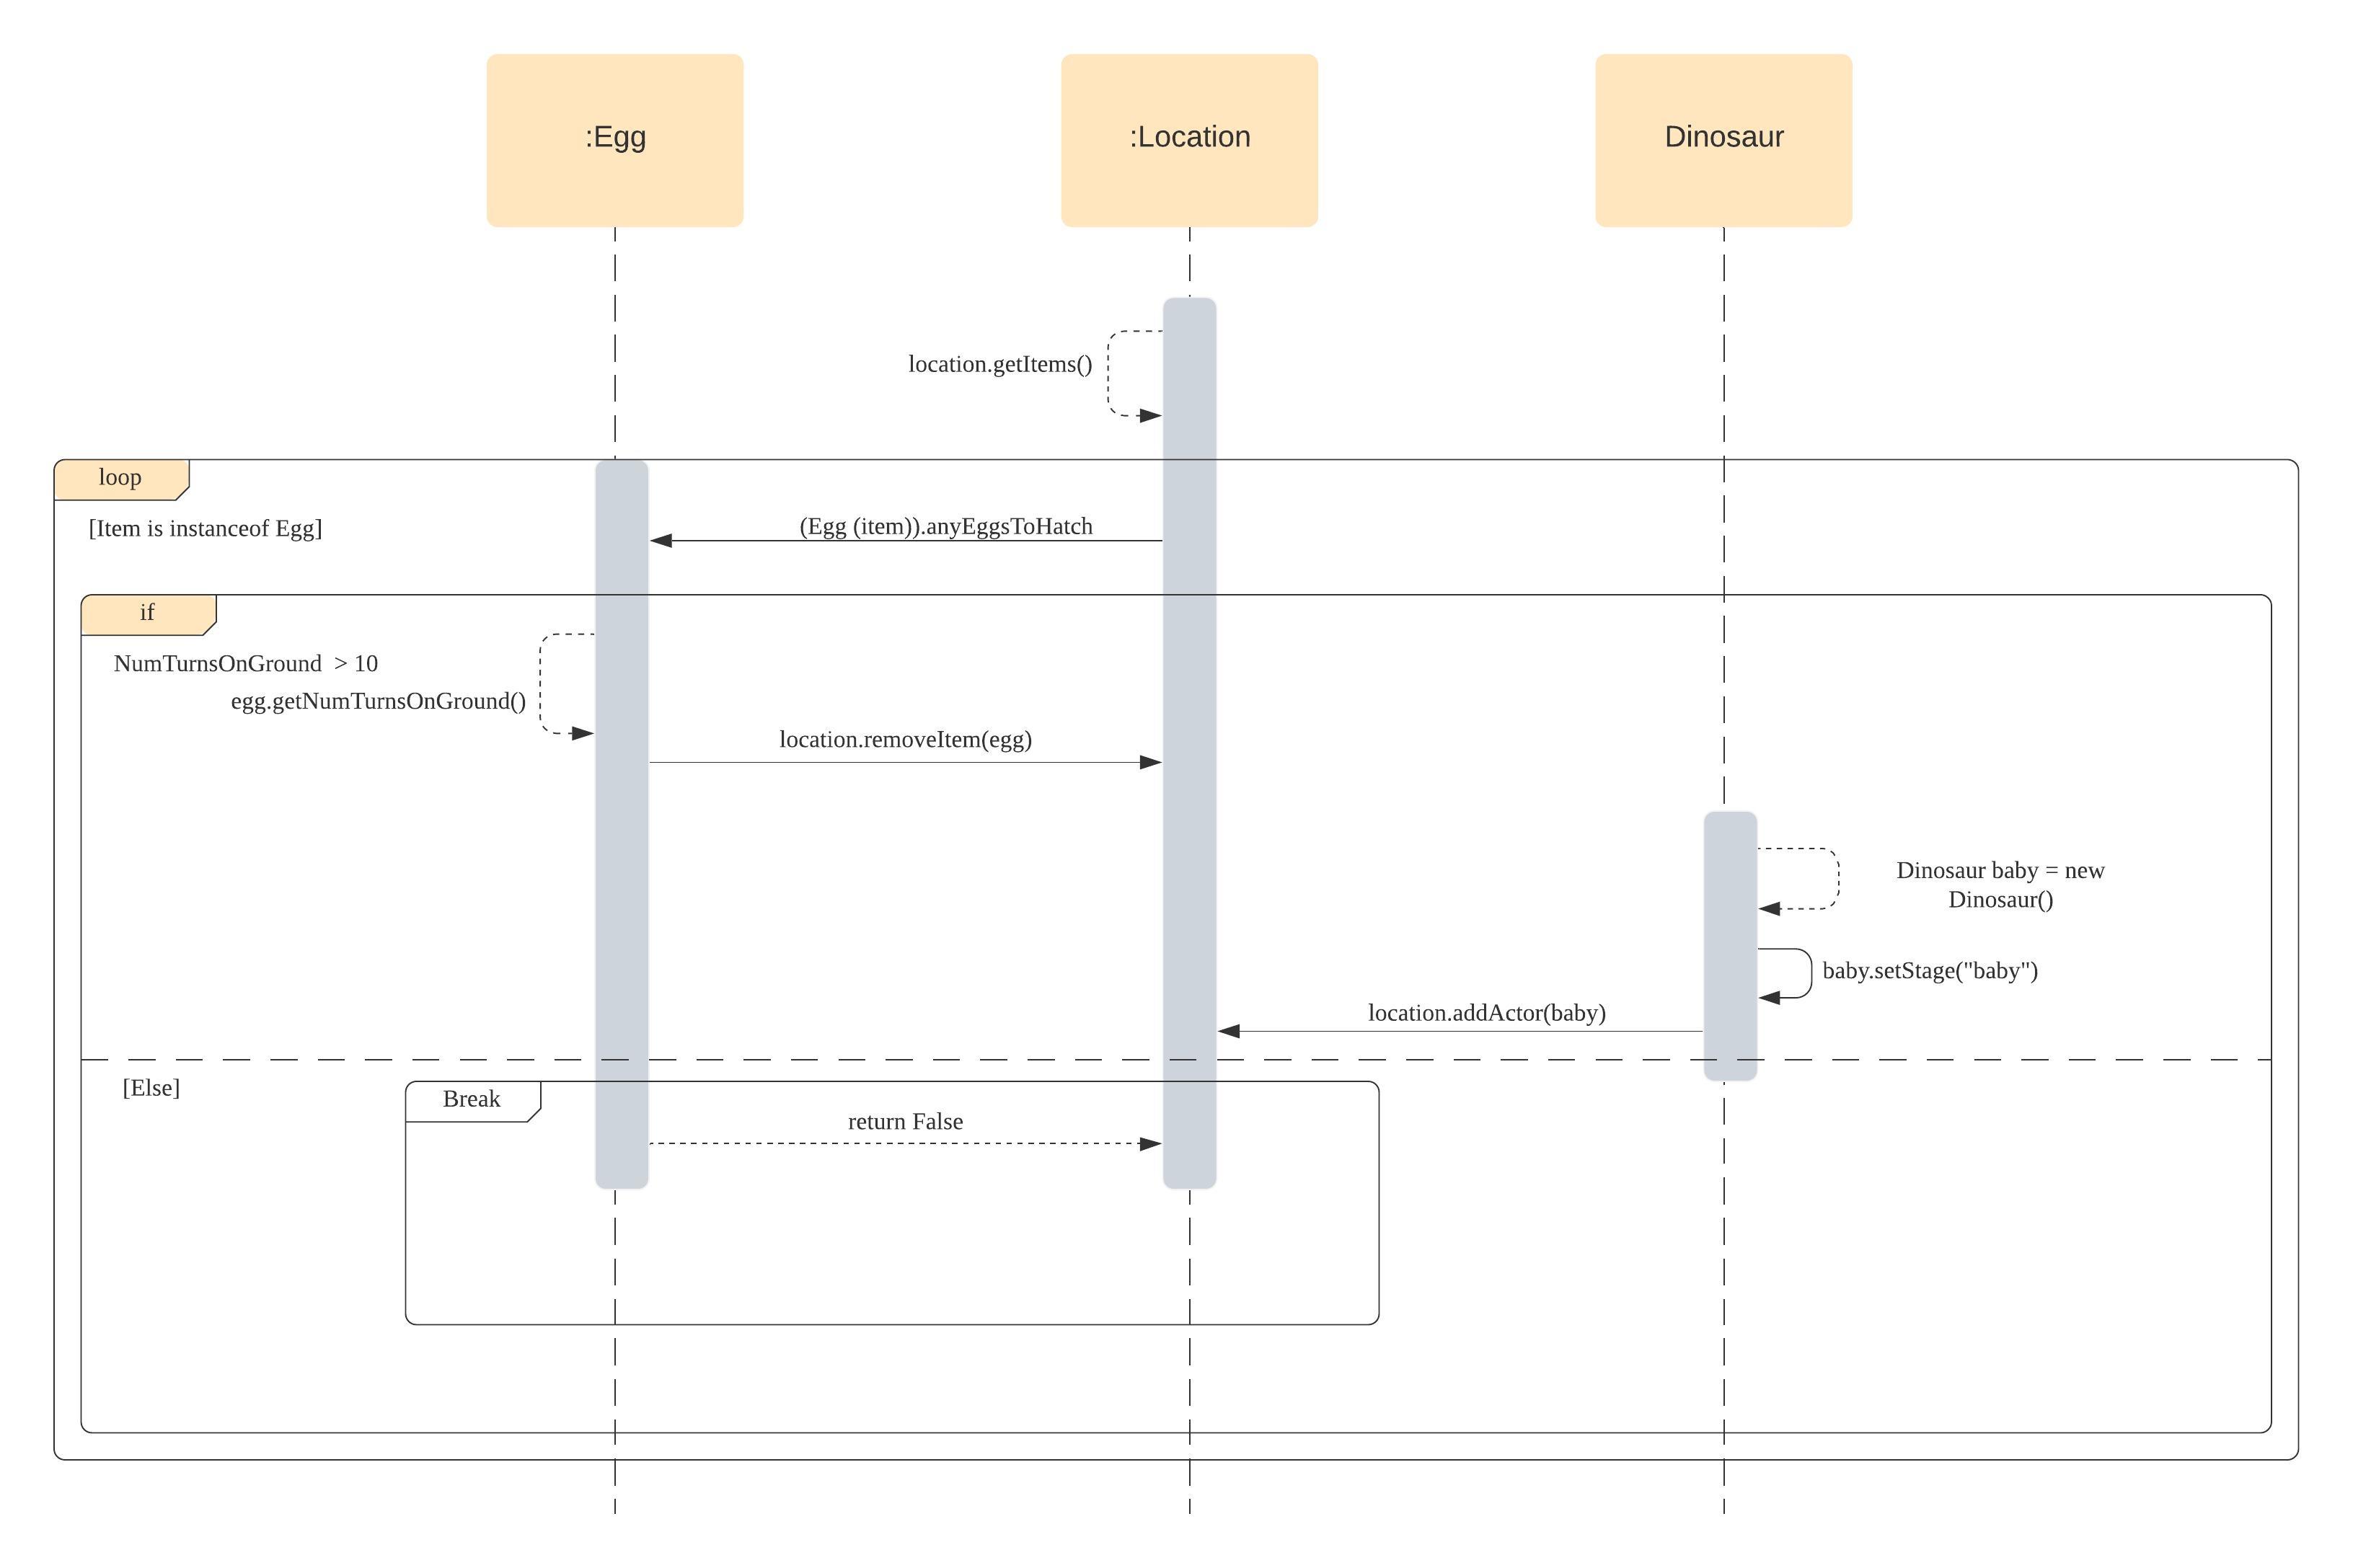 :Egg
:Location
Dinosaur
location.getItems()
loop
[Item is instanceof Egg]
(Egg (item)).anyEggsToHatch
if
NumTurnsOnGround  > 10
egg.getNumTurnsOnGround()
location.removeItem(egg)
Dinosaur baby = new
Dinosaur()
baby.setStage("baby")
location.addActor(baby)
[Else]
Break
return False